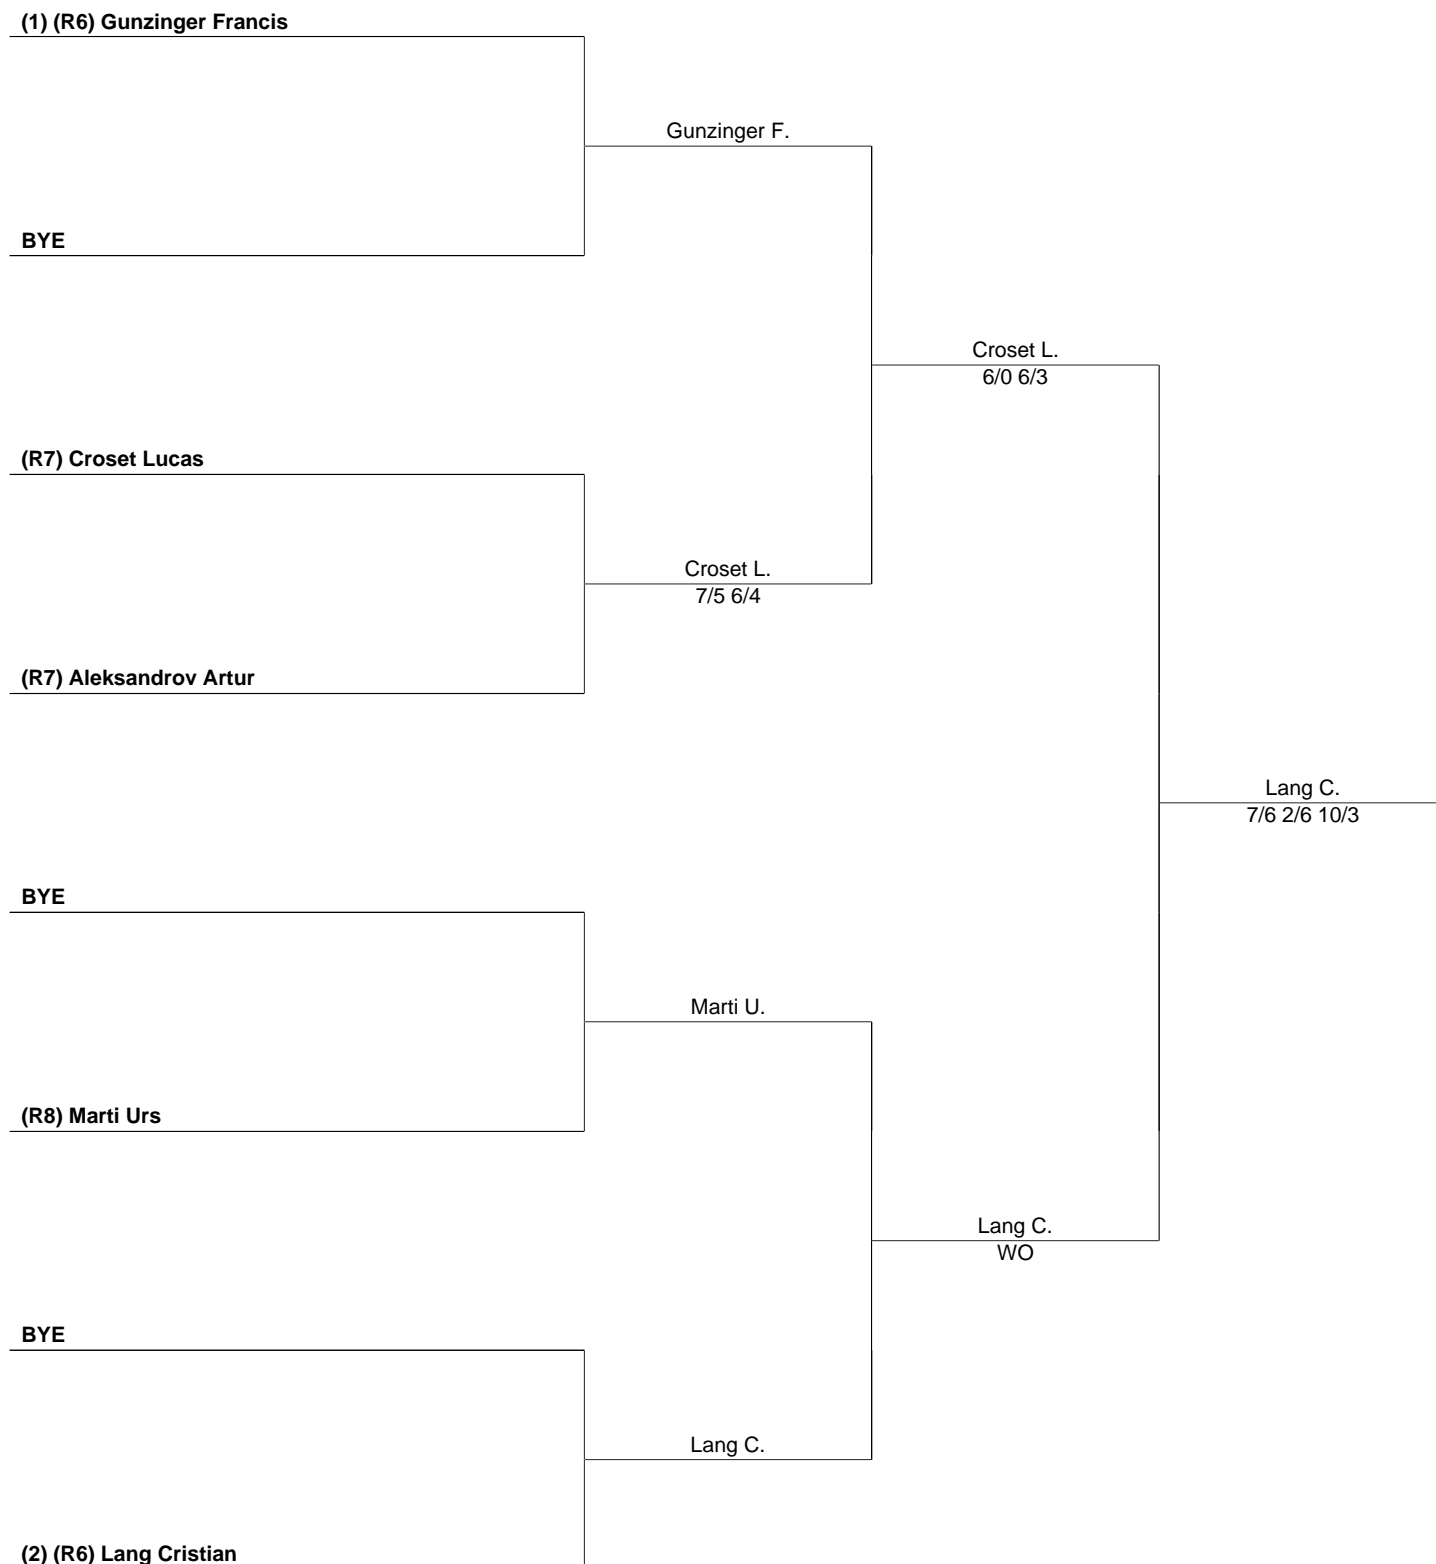 (1) (R6) Gunzinger Francis
Gunzinger F.
BYE
Croset L.
6/0 6/3
(R7) Croset Lucas
Croset L.
7/5 6/4
(R7) Aleksandrov Artur
Lang C.
7/6 2/6 10/3
BYE
Marti U.
(R8) Marti Urs
Lang C.
WO
BYE
Lang C.
(2) (R6) Lang Cristian